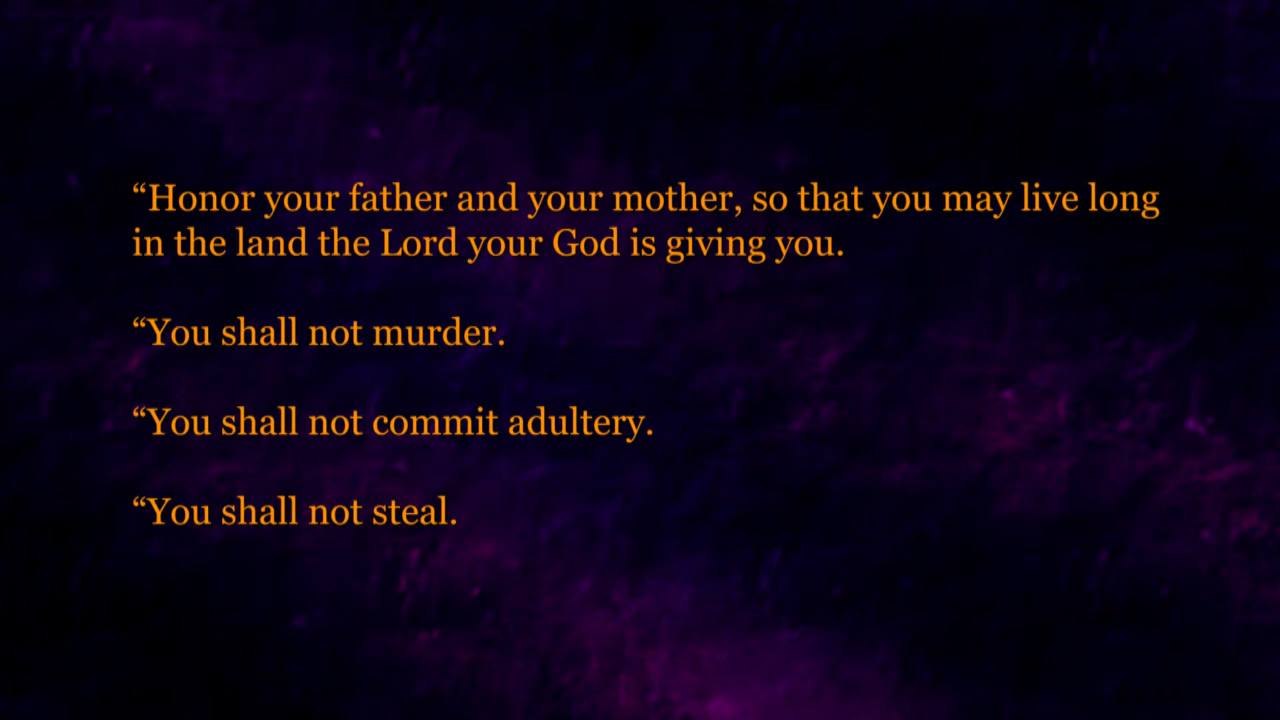 “Honor your father and your mother, so that you may live long
in the land the Lord your God is giving you.
“You shall not murder.
“You shall not commit adultery.
“You shall not steal.